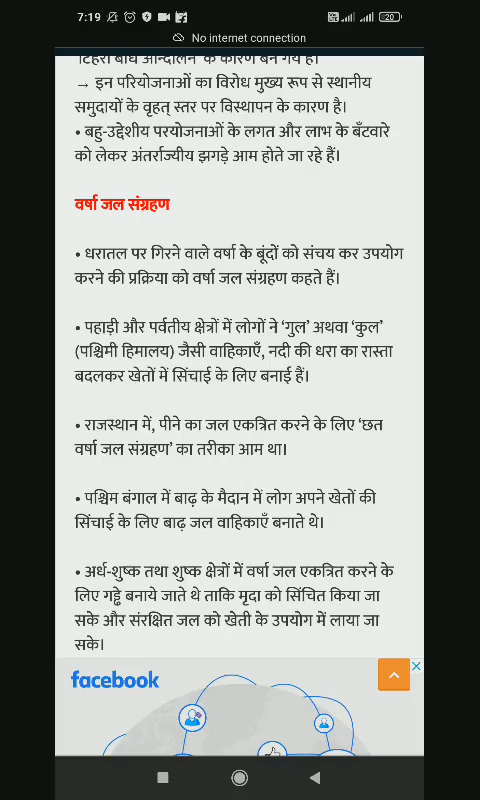 7:19
20
No internet connection
'टिहरी बाँध आन्दोलन' के कारण बन गये हैं।
→ इन परियोजनाओं का विरोध मुख्य रूप से स्थानीय
समुदायों के वृहत् स्तर पर विस्थापन के कारण है।
• बहु-उद्देशीय परयोजनाओं के लगत और लाभ के बँटवारे
को लेकर अंतर्राज्यीय झगड़े आम होते जा रहे हैं।
वर्षा जल संग्रहण
• धरातल पर गिरने वाले वर्षा के बूंदों को संचय कर उपयोग
करने की प्रक्रिया को वर्षा जल संग्रहण कहते हैं।
• पहाड़ी और पर्वतीय क्षेत्रों में लोगों ने ‘गुल’ अथवा ‘कुल’
(पश्चिमी हिमालय) जैसी वाहिकाएँ, नदी की धरा का रास्ता
बदलकर खेतों में सिंचाई के लिए बनाई हैं।
• राजस्थान में, पीने का जल एकत्रित करने के लिए ‘छत
वर्षा जल संग्रहण’ का तरीका आम था।
• पश्चिम बंगाल में बाढ़ के मैदान में लोग अपने खेतों की
सिंचाई के लिए बाढ़ जल वाहिकाएँ बनाते थे।
• अर्ध-शुष्क तथा शुष्क क्षेत्रों में वर्षा जल एकत्रित करने के
लिए गड्ढे बनाये जाते थे ताकि मृदा को सिंचित किया जा
सके और संरक्षित जल को खेती के उपयोग में लाया जा
सके।
facebook